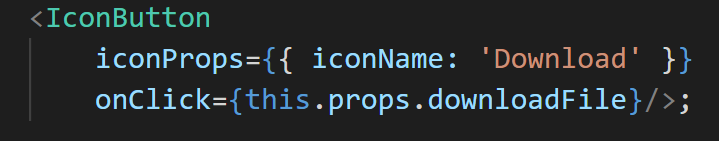 <IconButton
iconProps={{ iconName: 'Download' }}
onClick={this.props.downloadFile}/>;